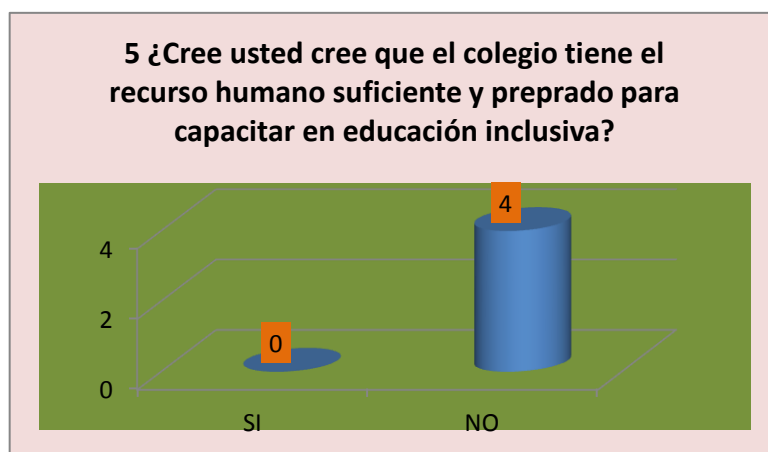 5 ¿Cree usted cree que el colegio tiene el
recurso humano suficiente y preprado para
capacitar en educación inclusiva?
4
4
2
0
0
SI
NO